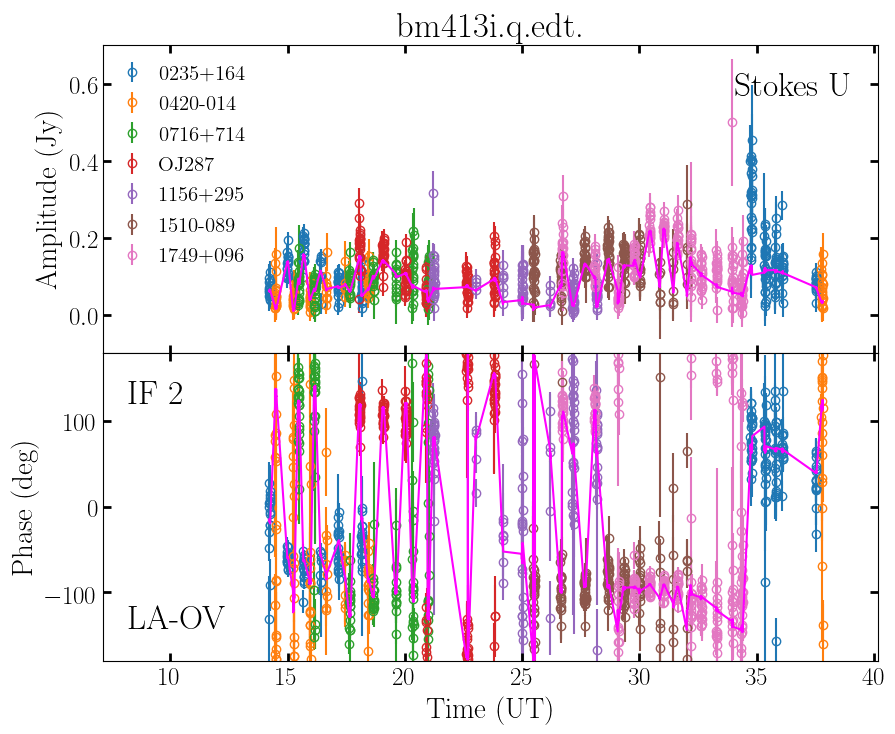 bm413i.q.edt.
Stokes U
0235+164
0420-014
0716+714
OJ287
1156+295
1510-089
1749+096
Amplitude (Jy)
0.6
0.4
0.2
0.0
IF 2
LA-OV
Phase (deg)
100
0
−100
10 15 20 25 30 35 40
Time (UT)